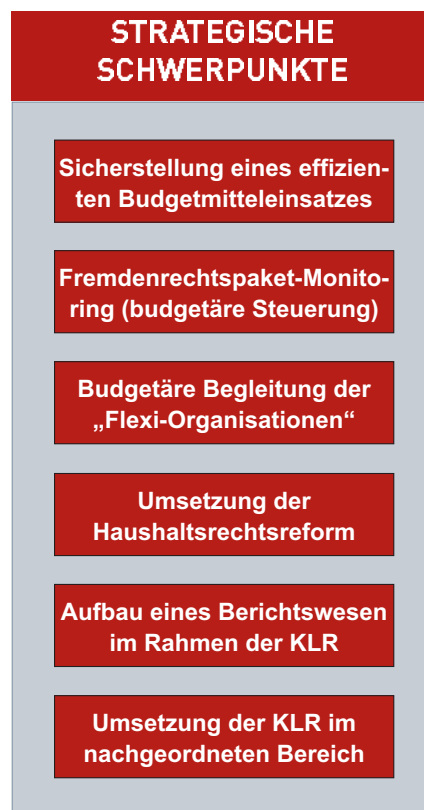 STRATEGISCHE
SCHWERPUNKTE
Sicherstellung eines effizien-
ten Budgetmitteleinsatzes
Fremdenrechtspaket-Monito-
ring (budgetäre Steuerung)
Budgetäre Begleitung der
„Flexi-Organisationen“
Umsetzung der
Haushaltsrechtsreform
Aufbau eines Berichtswesen
im Rahmen der KLR
Umsetzung der KLR im
nachgeordneten Bereich